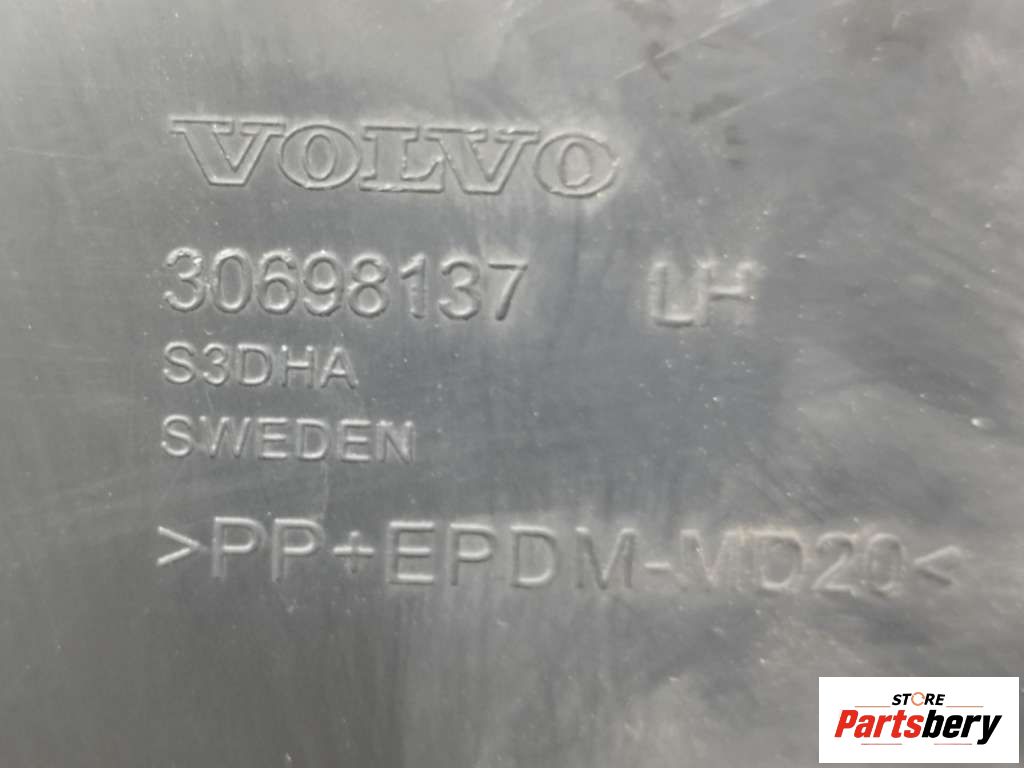 VOLVO
30698137 LH
S3DHA
SWEDEN
>PP+EPDM-MD20<
STORE
Partsbery